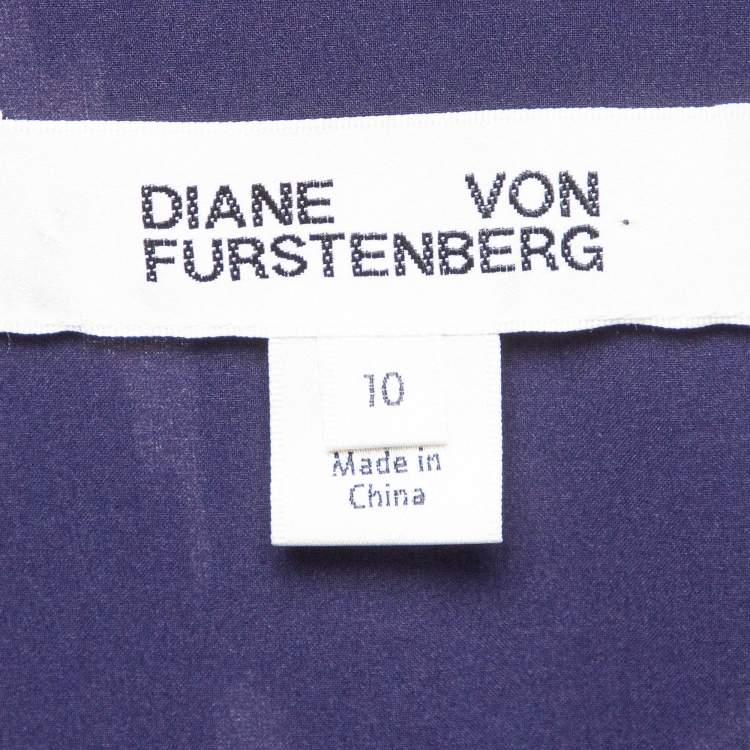 DIANE VON
FURSTENBERG
10
Made in
China